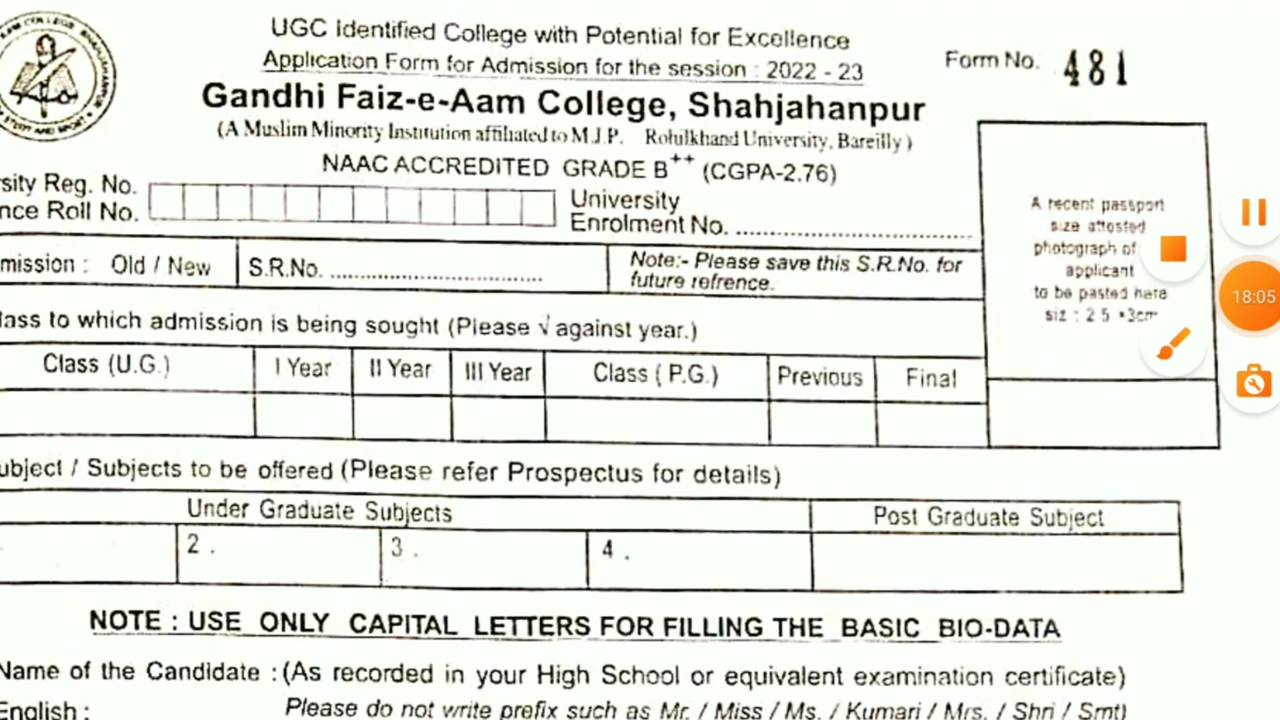 UGC Identified College with Potential for Excellence
Application Form for Admission for the session : 2022 - 23
Form No. 481
Gandhi Faiz-e-Aam College, Shahjahanpur
(A Muslim Minority Institution affiliated to M.J.P. Rohilkhand University, Bareilly)
NAAC ACCREDITED GRADE B++ (CGPA-2.76)
STUDY AND SPORT
sity Reg. No.
nce Roll No.
University
Enrolment No. ........................................
A recent passport
size attested
photograph of
applicant
to be pasted here
siz : 2.5 *3cm
mission : Old / New
S.R.No. ....................................
Note:- Please save this S.R.No. for
future refrence.
18:05
lass to which admission is being sought (Please √ against year.)
Class (U.G.) I Year II Year III Year Class ( P.G.) Previous Final
ubject / Subjects to be offered (Please refer Prospectus for details)
Under Graduate Subjects Post Graduate Subject
2 . 3 . 4 .
NOTE : USE ONLY CAPITAL LETTERS FOR FILLING THE BASIC BIO-DATA
Name of the Candidate : (As recorded in your High School or equivalent examination certificate)
English : Please do not write prefix such as Mr. / Miss / Ms. / Kumari / Mrs. / Shri / Smt)